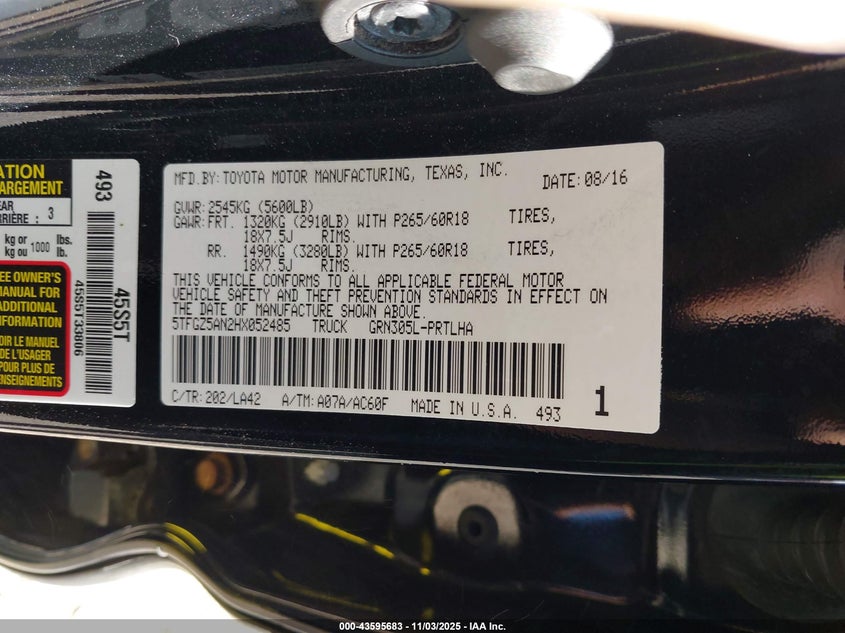 ATION
ARGEMENT
EAR
RRIÈRE : 3
kg or 1000 lbs.
kg ou lb.
EE OWNER'S
MANUAL FOR
ADDITIONAL
INFORMATION
OIR LE MANUEL
DE L'USAGER
POUR PLUS DE
ENSEIGNEMENTS
493
45S5T
45S5T33806
MFD.BY:TOYOTA MOTOR MANUFACTURING, TEXAS, INC. DATE:08/16
GVWR:2545KG (5600LB)
GAWR:FRT. 1320KG (2910LB) WITH P265/60R18 TIRES,
18X7.5J RIMS.
RR. 1490KG (3280LB) WITH P265/60R18 TIRES,
18X7.5J RIMS.
THIS VEHICLE CONFORMS TO ALL APPLICABLE FEDERAL MOTOR
VEHICLE SAFETY AND THEFT PREVENTION STANDARDS IN EFFECT ON
THE DATE OF MANUFACTURE SHOWN ABOVE.
5TFGZ5AN2HX052485 TRUCK GRN305L-PRTLHA
C/TR:202/LA42 A/TM:A07A/AC60F MADE IN U.S.A. 493 1
000-43595683 - 11/03/2025 - IAA Inc.